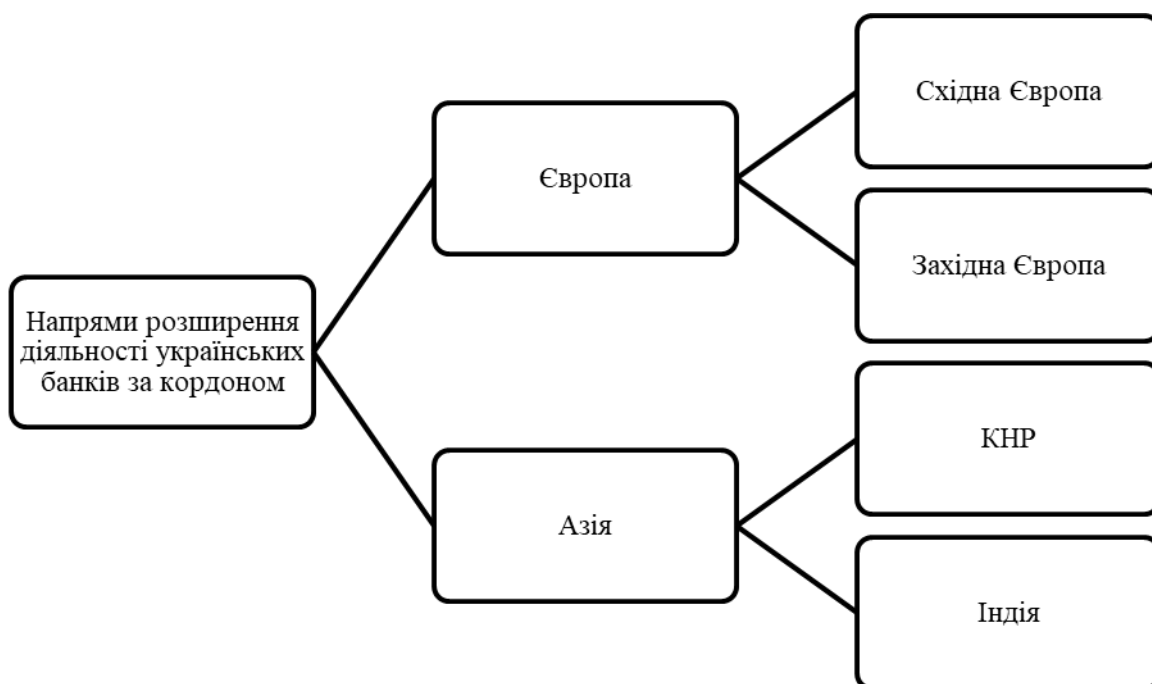 Напрями розширення
діяльності українських
банків за кордоном
Європа
Східна Європа
Західна Європа
Азія
КНР
Індія